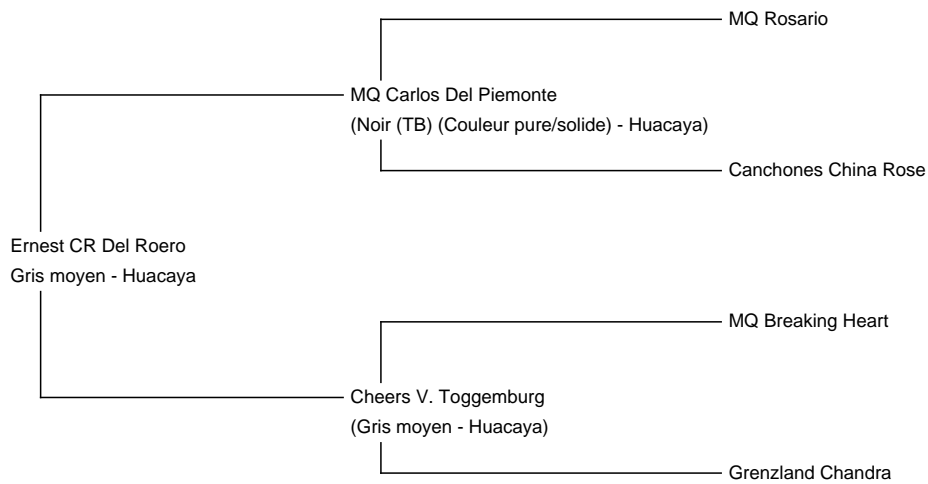 MQ Rosario
MQ Carlos Del Piemonte
(Noir (TB) (Couleur pure/solide) - Huacaya)
Canchones China Rose
Ernest CR Del Roero
Gris moyen - Huacaya
MQ Breaking Heart
Cheers V. Toggemburg
(Gris moyen - Huacaya)
Grenzland Chandra